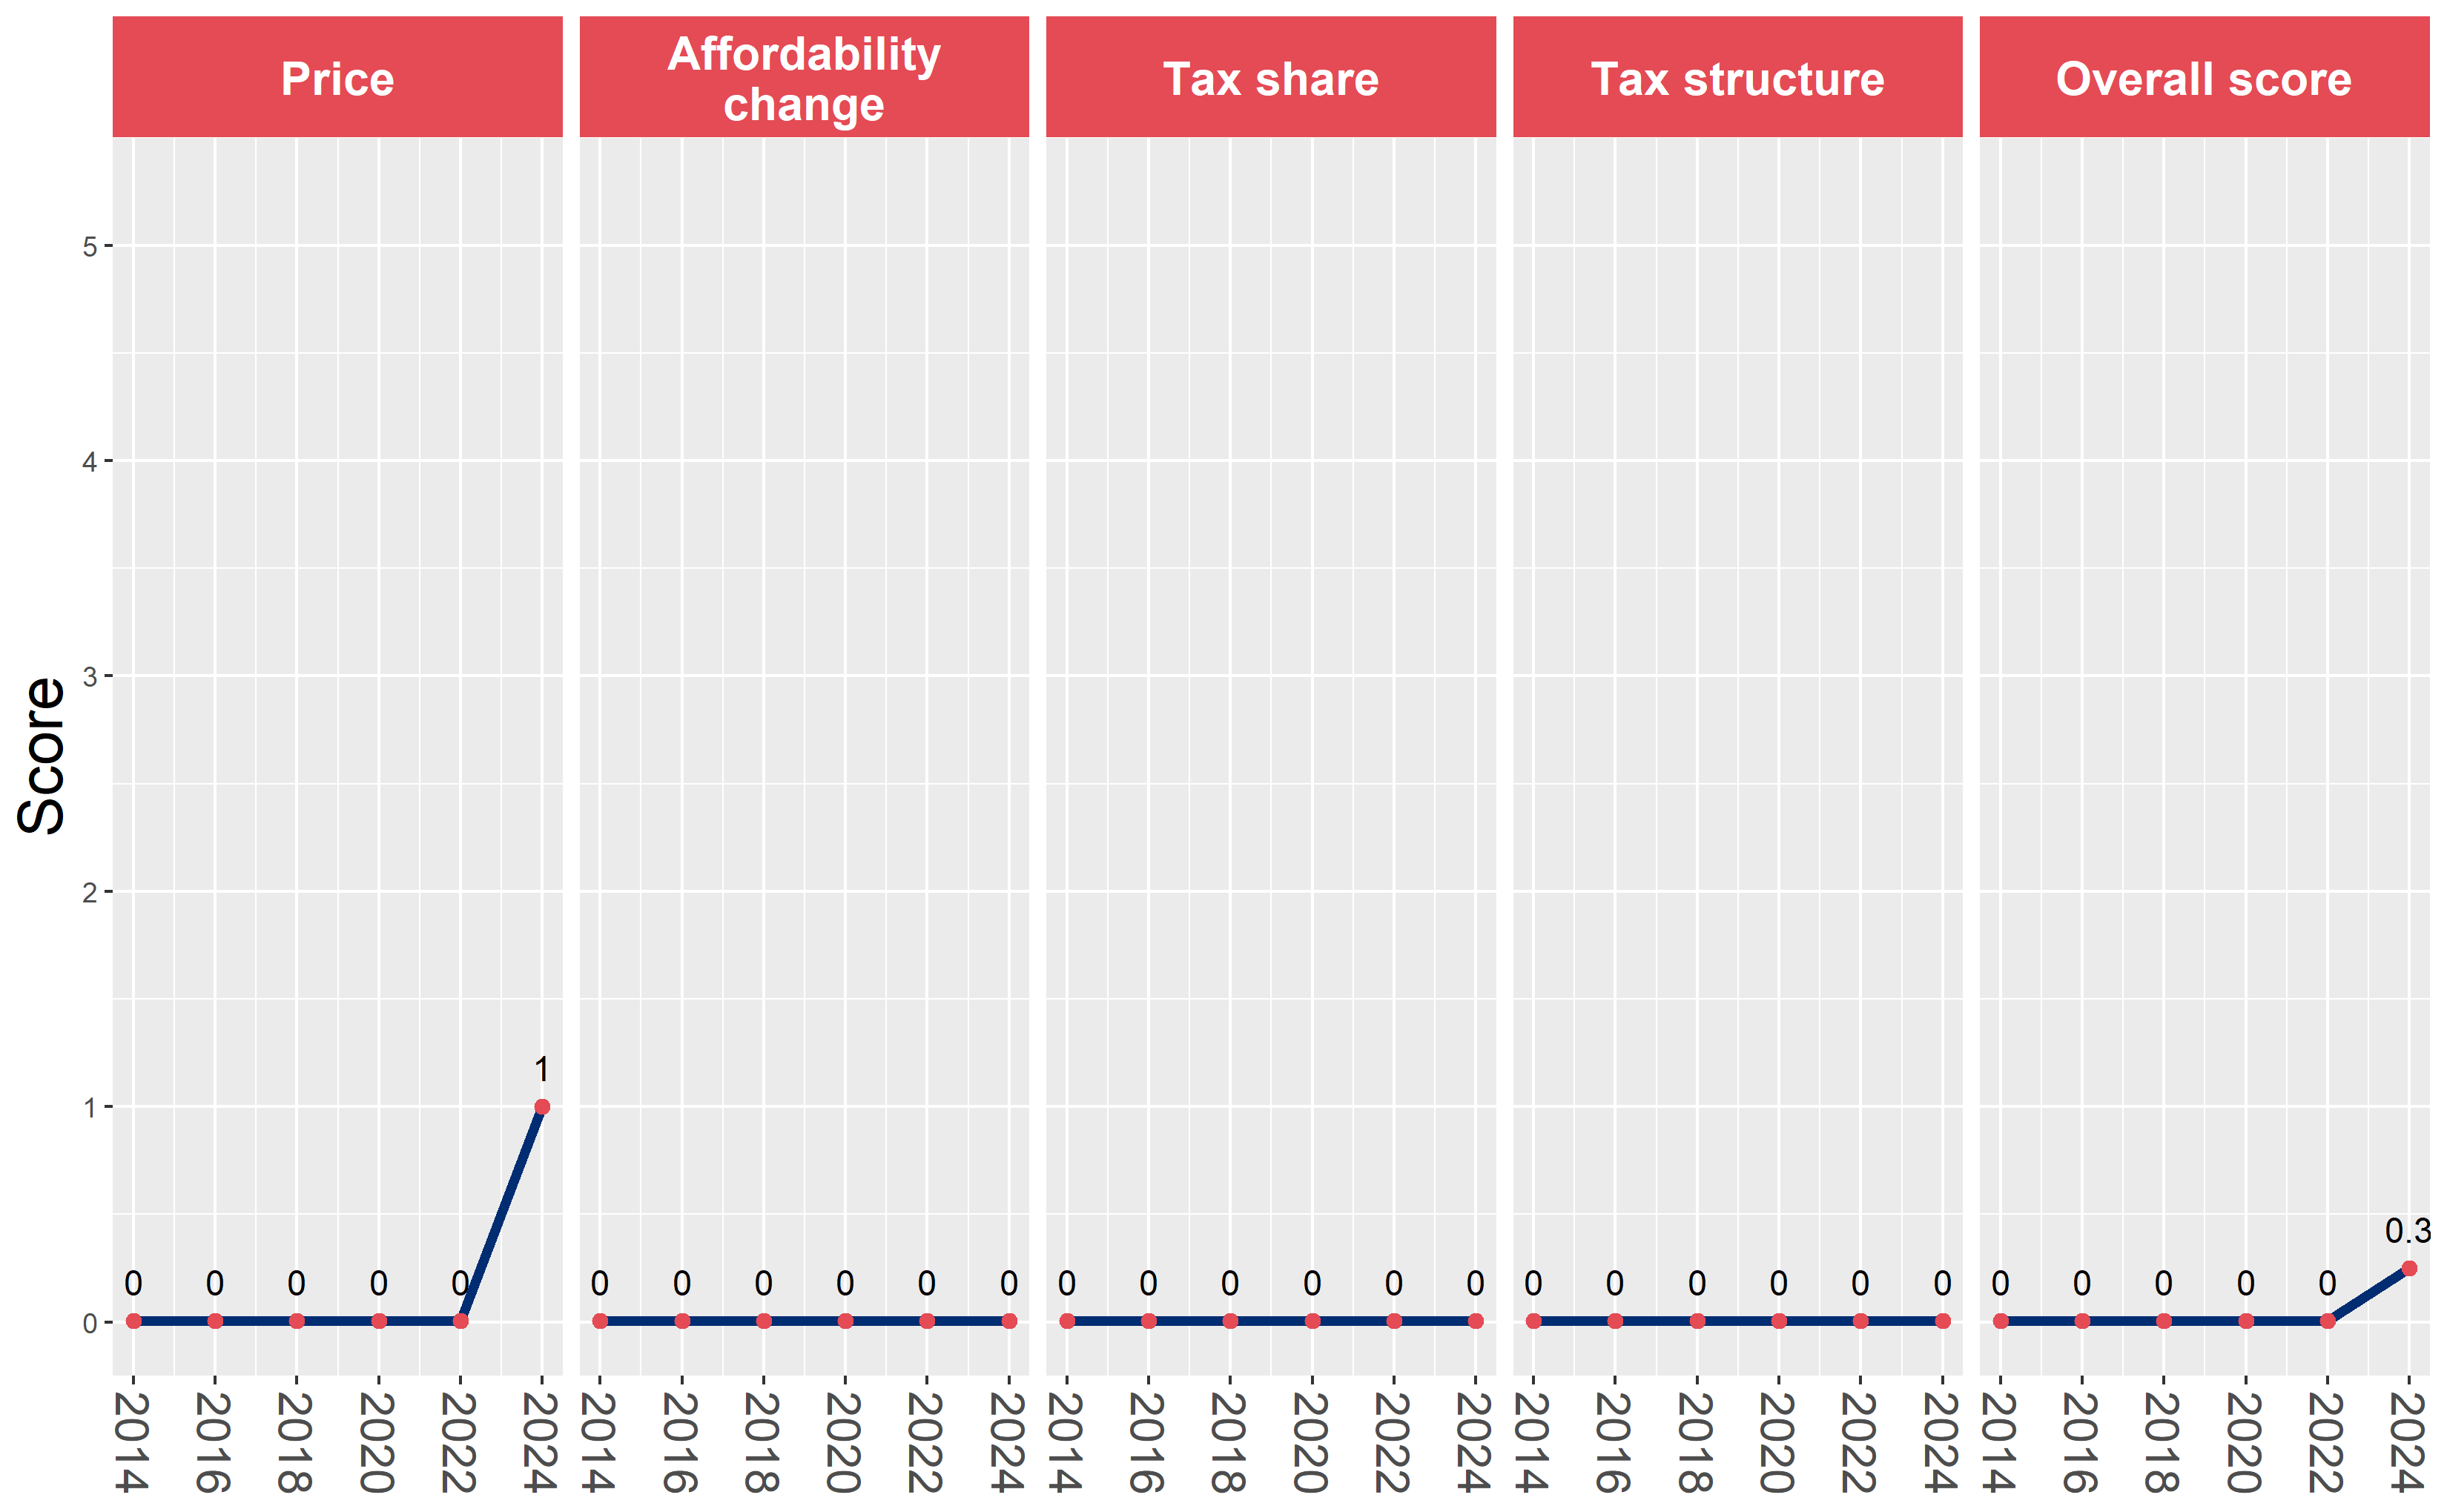 Price
Affordability
change
Tax share
Tax structure
Overall score
Score
5
4
3
2
1
0
0 0 0 0 0 1
0 0 0 0 0 0
0 0 0 0 0 0
0 0 0 0 0 0
0 0 0 0 0 0.3
2014 2016 2018 2020 2022 2024
2014 2016 2018 2020 2022 2024
2014 2016 2018 2020 2022 2024
2014 2016 2018 2020 2022 2024
2014 2016 2018 2020 2022 2024